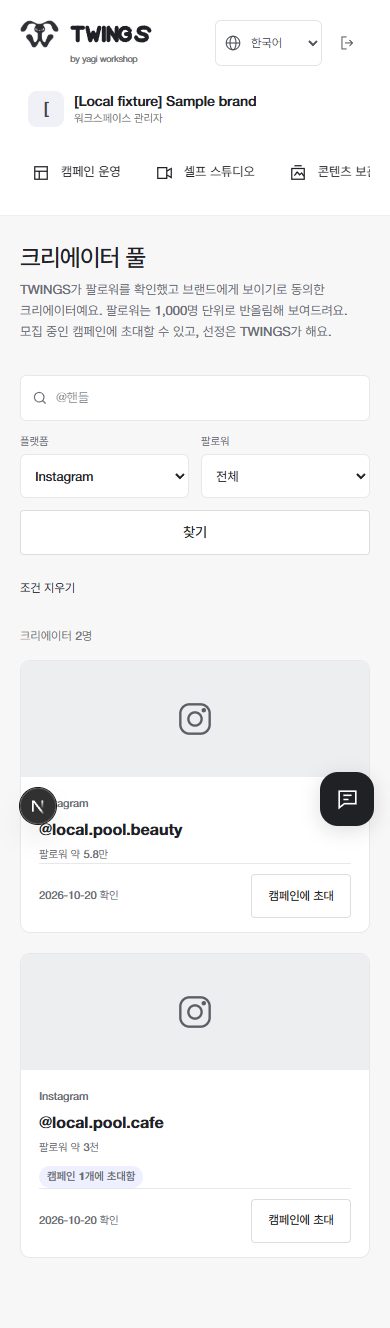 TWINGS
by yagi workshop
한국어
[
[Local fixture] Sample brand
워크스페이스 관리자
캠페인 운영
셀프 스튜디오
콘텐츠 보
크리에이터 풀
TWINGS가 팔로워를 확인했고 브랜드에게 보이기로 동의한
크리에이터예요. 팔로워는 1,000명 단위로 반올림해 보여드려요.
모집 중인 캠페인에 초대할 수 있고, 선정은 TWINGS가 해요.
@핸들
플랫폼
팔로워
Instagram
전체
찾기
조건 지우기
크리에이터 2명
agram
N
@local.pool.beauty
팔로워 약 5.8만
2026-10-20 확인
캠페인에 초대
Instagram
@local.pool.cafe
팔로워 약 3천
캠페인 1개에 초대함
2026-10-20 확인
캠페인에 초대